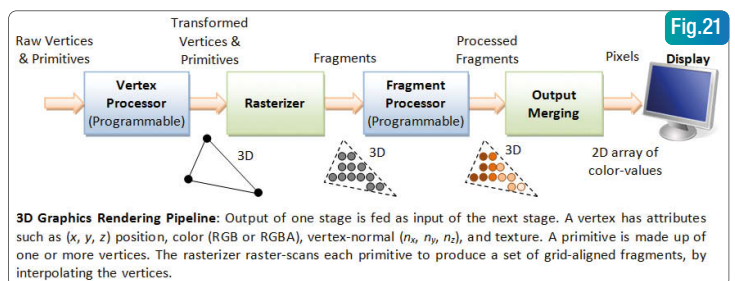 Fig.21
Raw Vertices
& Primitives
Transformed
Vertices &
Primitives
Fragments
Processed
Fragments
Pixels
Display
Vertex
Processor
(Programmable)
Rasterizer
Fragment
Processor
(Programmable)
Output
Merging
3D
3D
3D
2D array of
color-values
3D Graphics Rendering Pipeline: Output of one stage is fed as input of the next stage. A vertex has attributes
such as (x, y, z) position, color (RGB or RGBA), vertex-normal (nx, ny, nz), and texture. A primitive is made up of
one or more vertices. The rasterizer raster-scans each primitive to produce a set of grid-aligned fragments, by
interpolating the vertices.